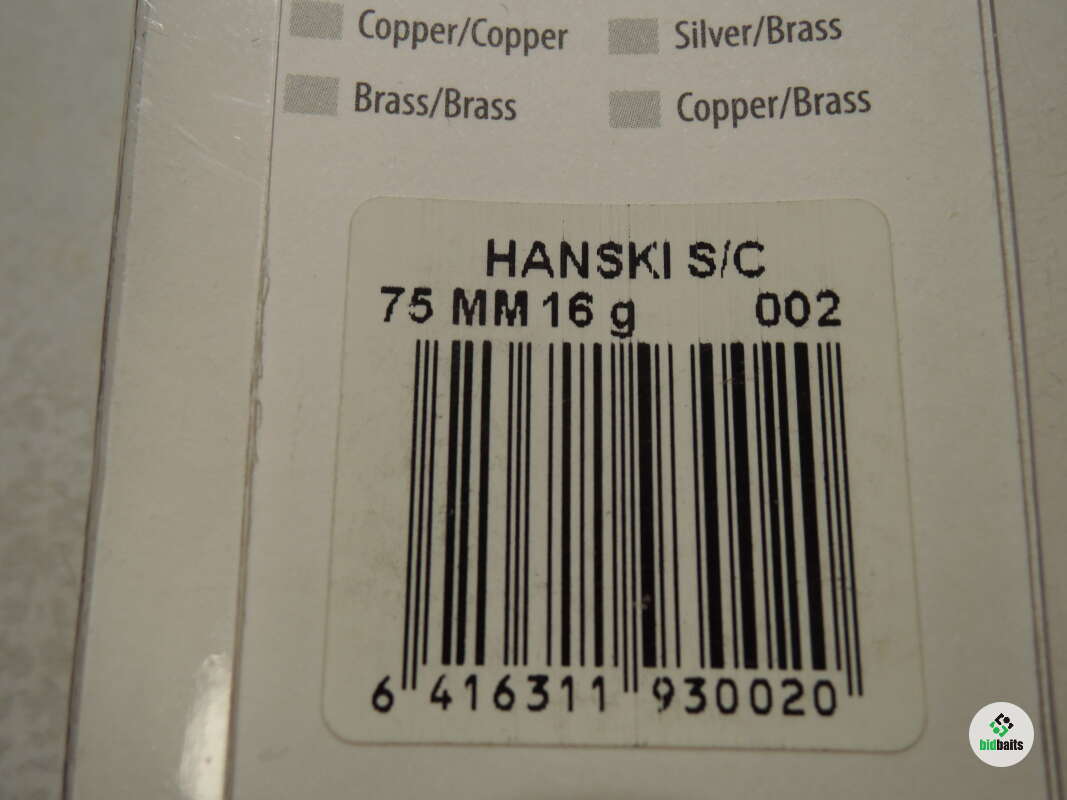 Copper/Copper Silver/Brass
Brass/Brass Copper/Brass
HANSKI S/C
75 MM 16 g 002
6 416311 930020
bidbaits